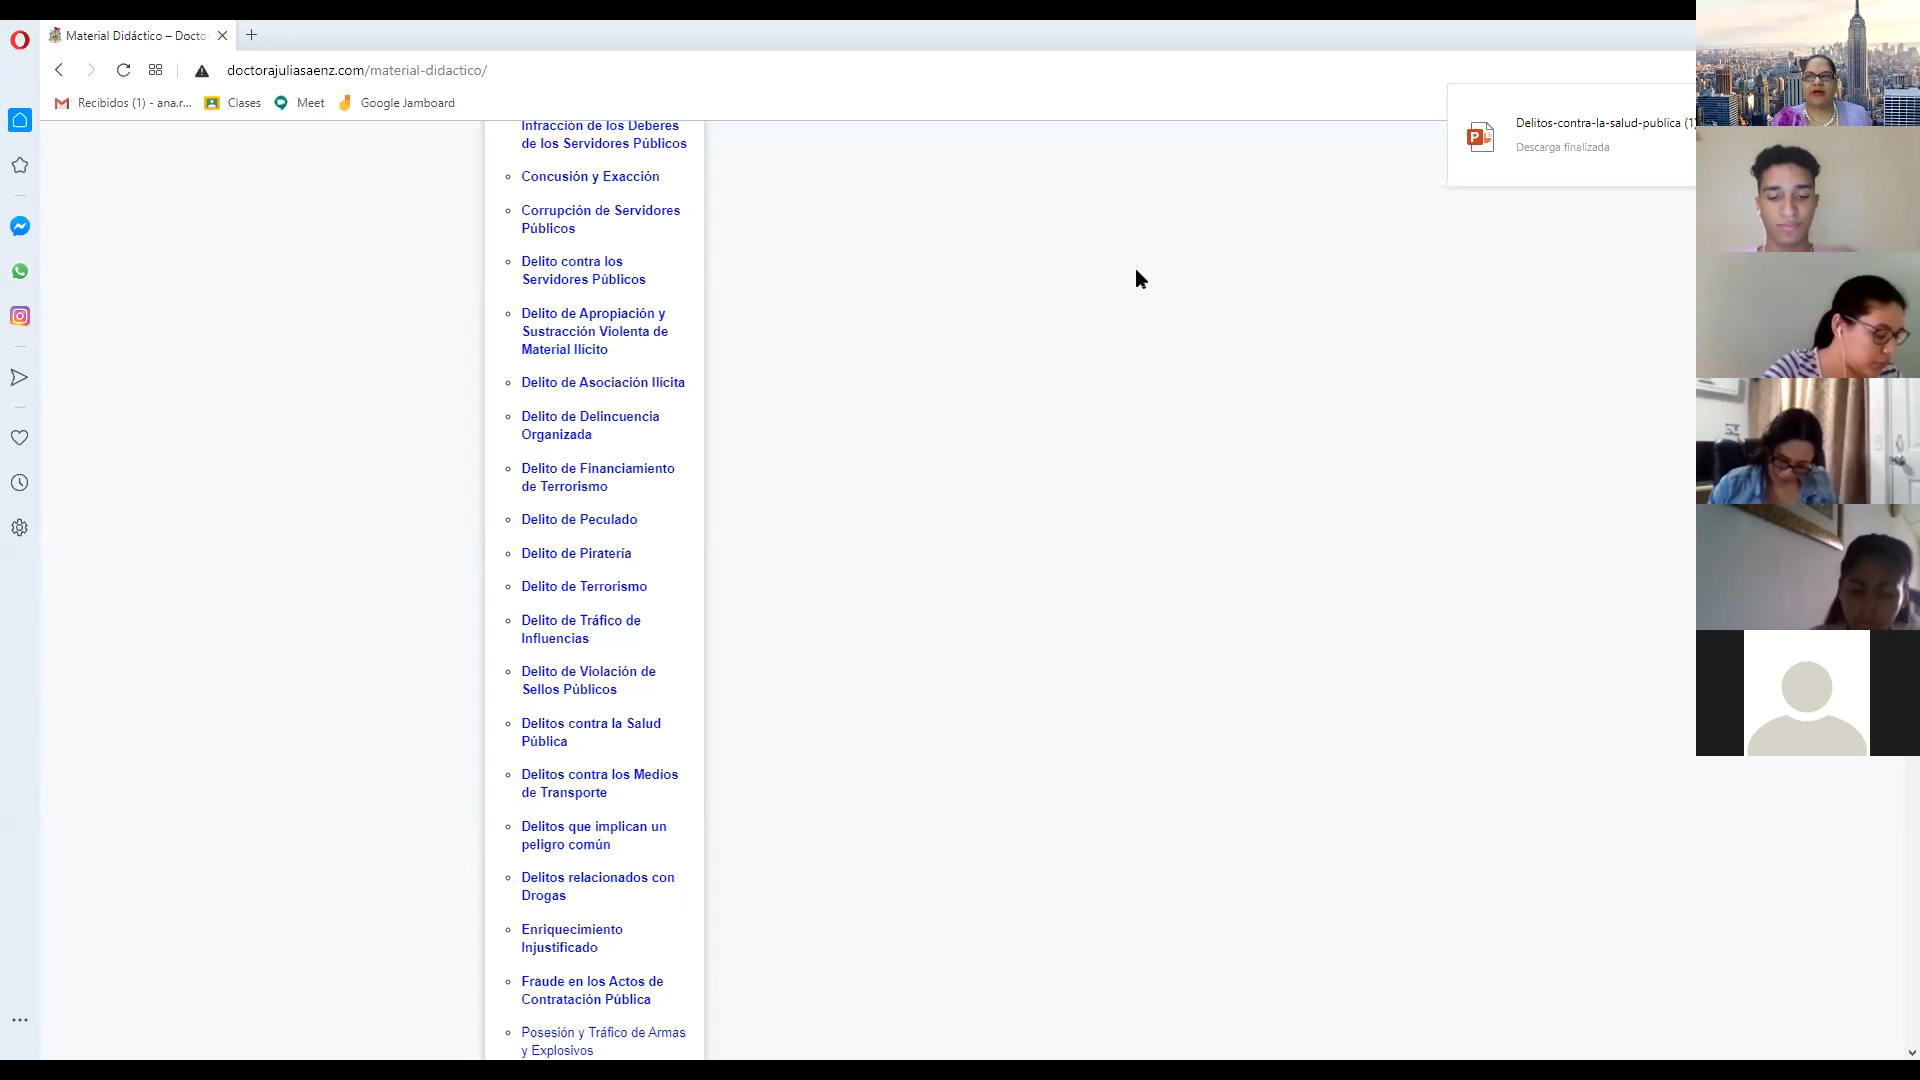 Material Didáctico – Docto
doctorajuliasaenz.com/material-didactico/
Recibidos (1) - ana.r... Clases Meet Google Jamboard
Delitos-contra-la-salud-publica (1)
Descarga finalizada
Infracción de los Deberes
de los Servidores Públicos
Concusión y Exacción
Corrupción de Servidores
Públicos
Delito contra los
Servidores Públicos
Delito de Apropiación y
Sustracción Violenta de
Material Ilícito
Delito de Asociación Ilícita
Delito de Delincuencia
Organizada
Delito de Financiamiento
de Terrorismo
Delito de Peculado
Delito de Piratería
Delito de Terrorismo
Delito de Tráfico de
Influencias
Delito de Violación de
Sellos Públicos
Delitos contra la Salud
Pública
Delitos contra los Medios
de Transporte
Delitos que implican un
peligro común
Delitos relacionados con
Drogas
Enriquecimiento
Injustificado
Fraude en los Actos de
Contratación Pública
Posesión y Tráfico de Armas
y Explosivos